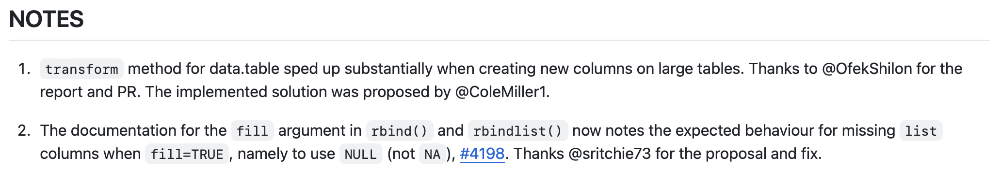 NOTES
1. transform method for data.table sped up substantially when creating new columns on large tables. Thanks to @OfekShilon for the
report and PR. The implemented solution was proposed by @ColeMiller1.
2. The documentation for the fill argument in rbind() and rbindlist() now notes the expected behaviour for missing list
columns when fill=TRUE, namely to use NULL (not NA), #4198. Thanks @sritchie73 for the proposal and fix.